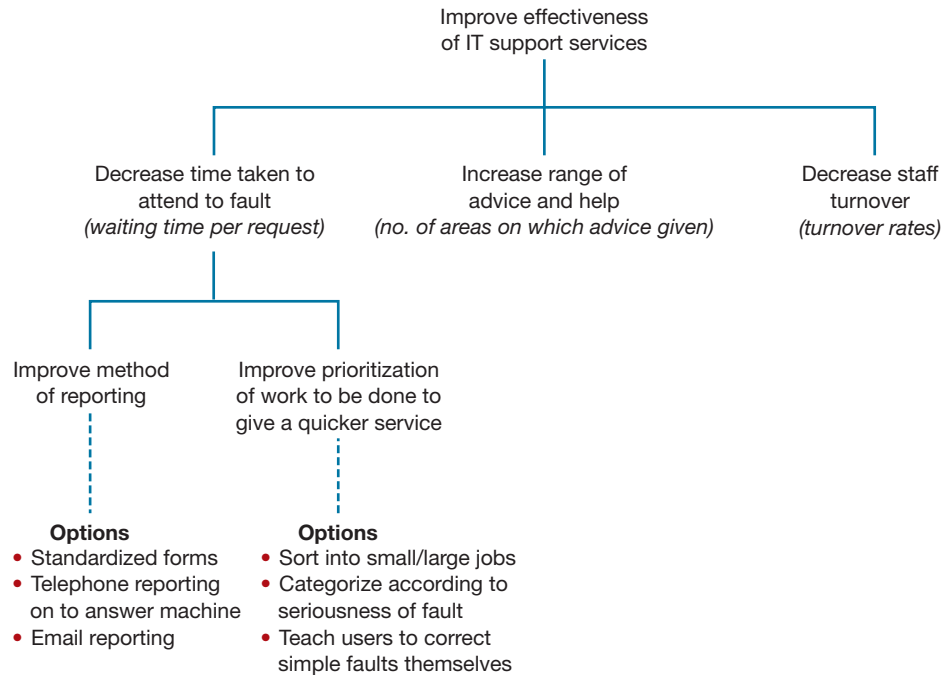 Improve effectiveness
of IT support services
Decrease time taken to
attend to fault
(waiting time per request)
Increase range of
advice and help
(no. of areas on which advice given)
Decrease staff
turnover
(turnover rates)
Improve method
of reporting
Improve prioritization
of work to be done to
give a quicker service
Options
• Standardized forms
• Telephone reporting
on to answer machine
• Email reporting
Options
• Sort into small/large jobs
• Categorize according to
seriousness of fault
• Teach users to correct
simple faults themselves